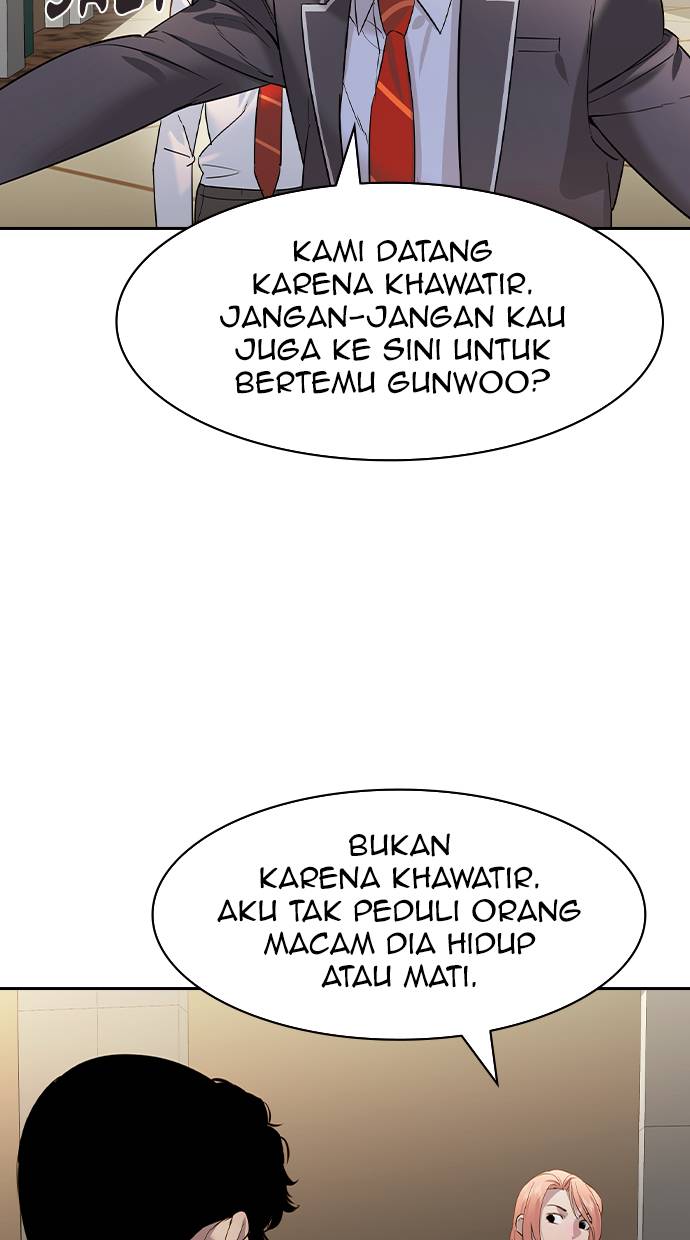 KAMI DATANG
KARENA KHAWATIR.
JANGAN-JANGAN KAU
JUGA KE SINI UNTUK
BERTEMU GUNWOO?
BUKAN
KARENA KHAWATIR.
AKU TAK PEDULI ORANG
MACAM DIA HIDUP
ATAU MATI.